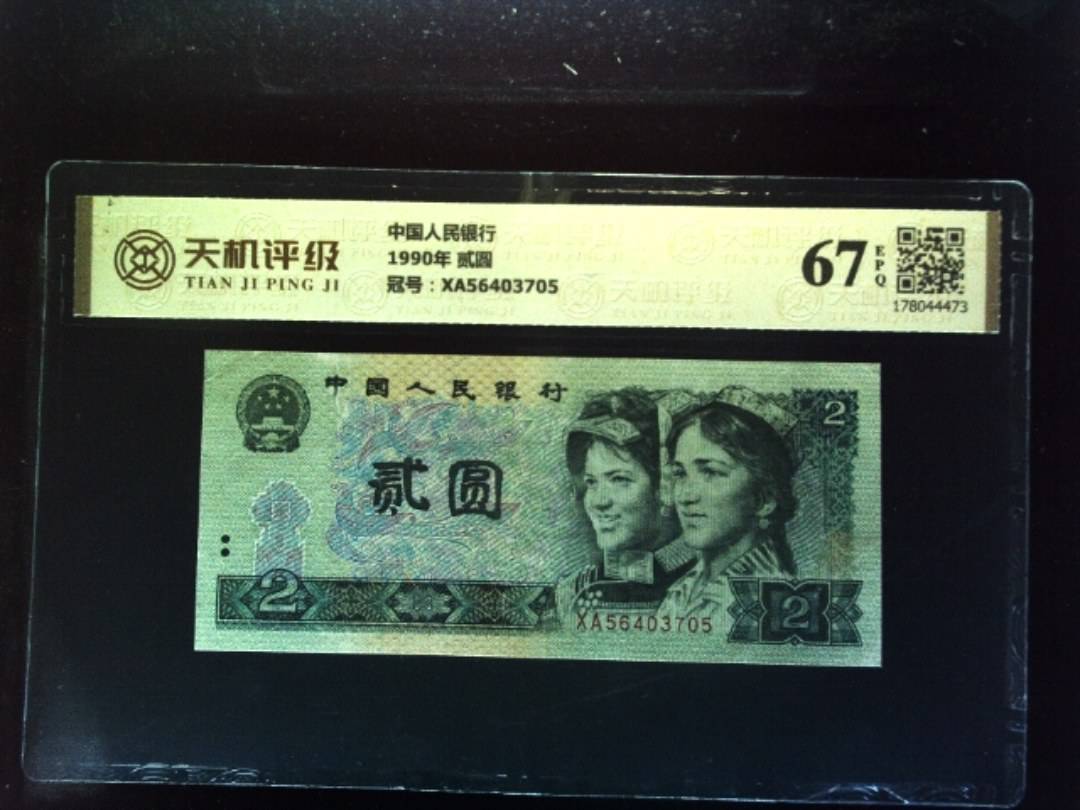 天机评级
TIAN JI PING JI
中国人民银行
1990年 贰圆
冠号：XA56403705
67
EPQ
178044473
中国人民银行
2
贰圆
2
XA56403705
2